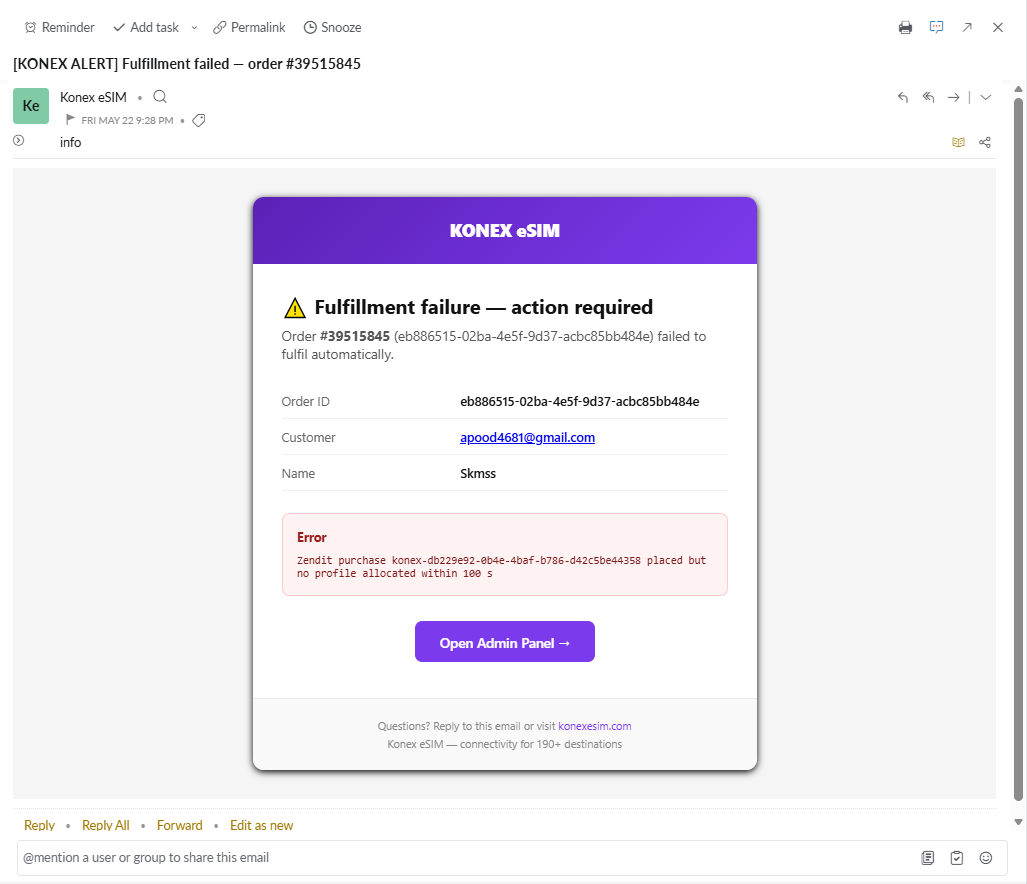 Reminder Add task Permalink Snooze
[KONEX ALERT] Fulfillment failed — order #39515845
Ke
Konex eSIM
FRI MAY 22 9:28 PM
info
KONEX eSIM
Fulfillment failure — action required
Order #39515845 (eb886515-02ba-4e5f-9d37-acbc85bb484e) failed to
fulfil automatically.
Order ID eb886515-02ba-4e5f-9d37-acbc85bb484e
Customer apood4681@gmail.com
Name Skmss
Error
Zendit purchase konex-db229e92-0b4e-4baf-b786-d42c5be44358 placed but
no profile allocated within 100 s
Open Admin Panel →
Questions? Reply to this email or visit konexesim.com
Konex eSIM — connectivity for 190+ destinations
Reply • Reply All • Forward • Edit as new
@mention a user or group to share this email